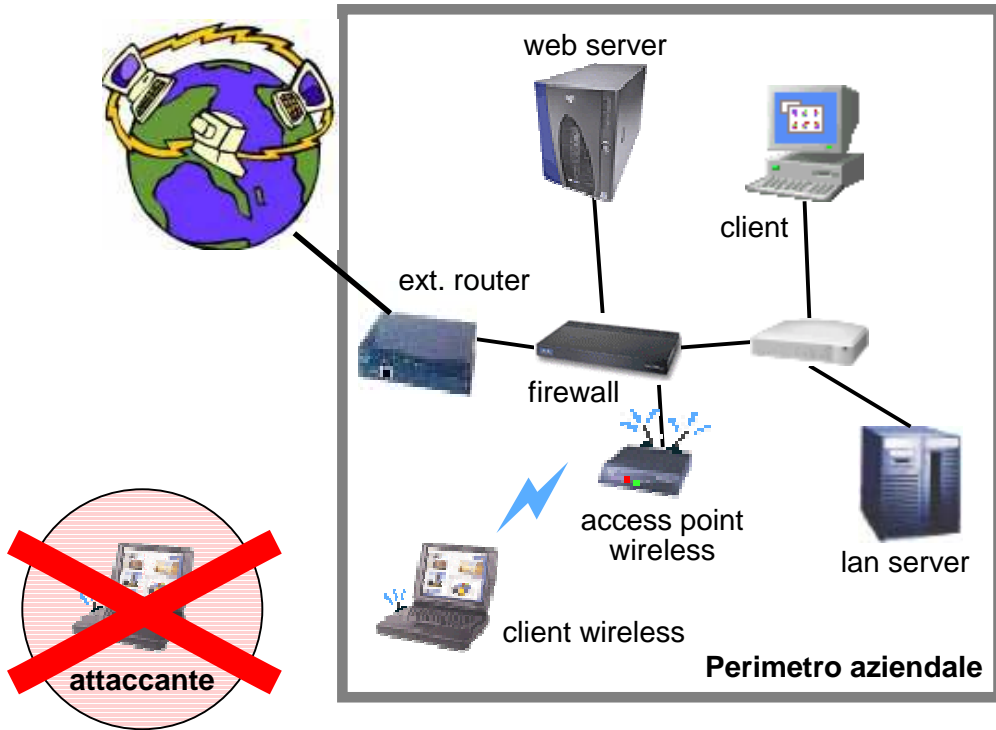 web server
client
ext. router
firewall
access point
wireless
lan server
client wireless
attaccante
Perimetro aziendale